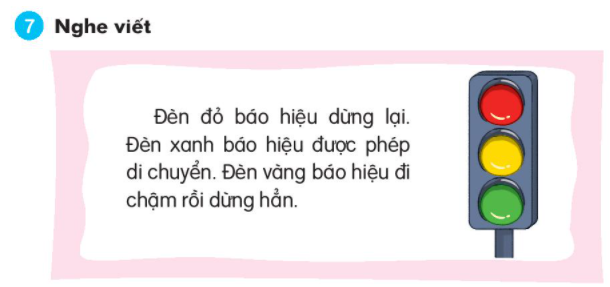 7 Nghe viết
Đèn đỏ báo hiệu dừng lại.
Đèn xanh báo hiệu được phép
di chuyển. Đèn vàng báo hiệu đi
chậm rồi dừng hẳn.